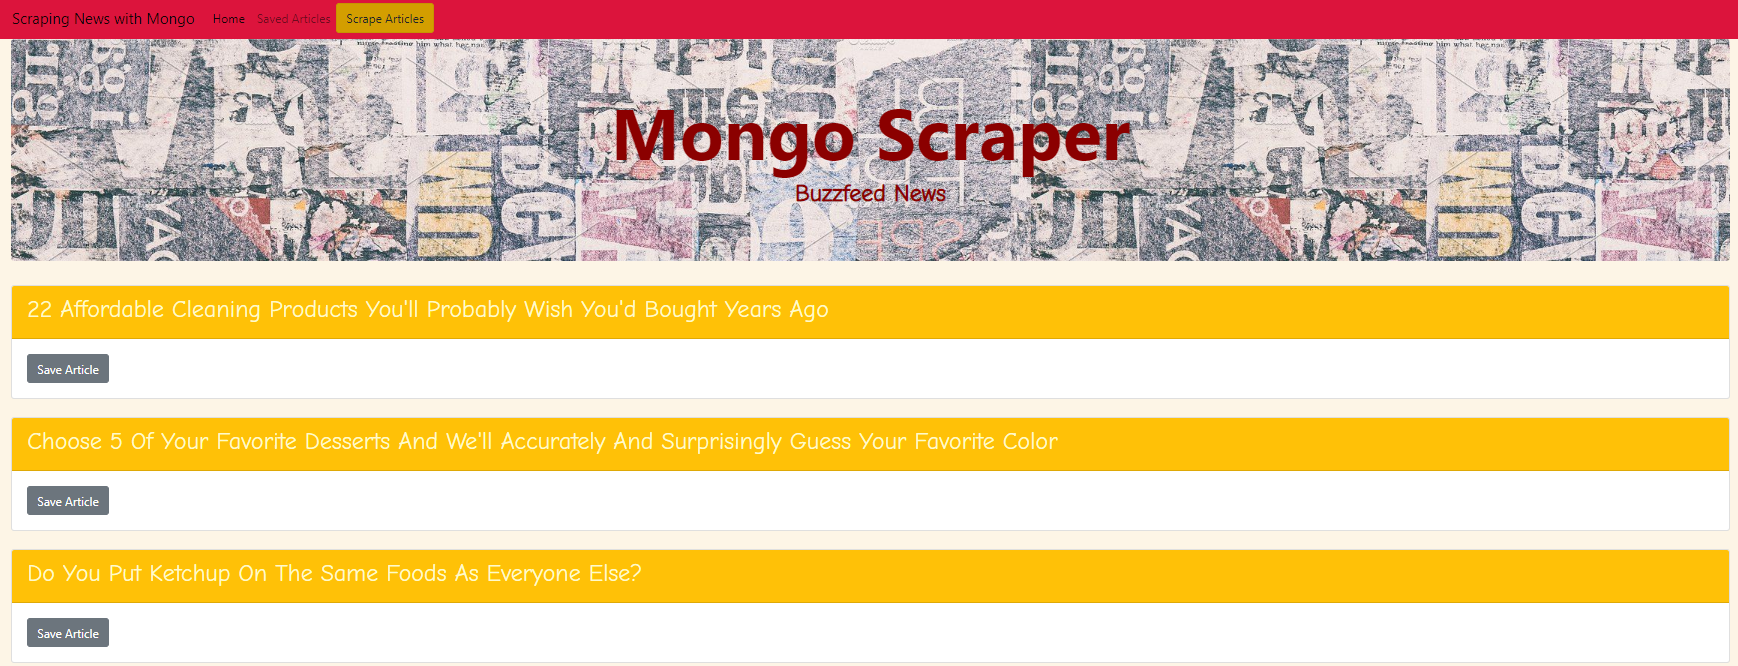 Scraping News with Mongo Home Saved Articles Scrape Articles
Mongo Scraper
Buzzfeed News
22 Affordable Cleaning Products You'll Probably Wish You'd Bought Years Ago
Save Article
Choose 5 Of Your Favorite Desserts And We'll Accurately And Surprisingly Guess Your Favorite Color
Save Article
Do You Put Ketchup On The Same Foods As Everyone Else?
Save Article